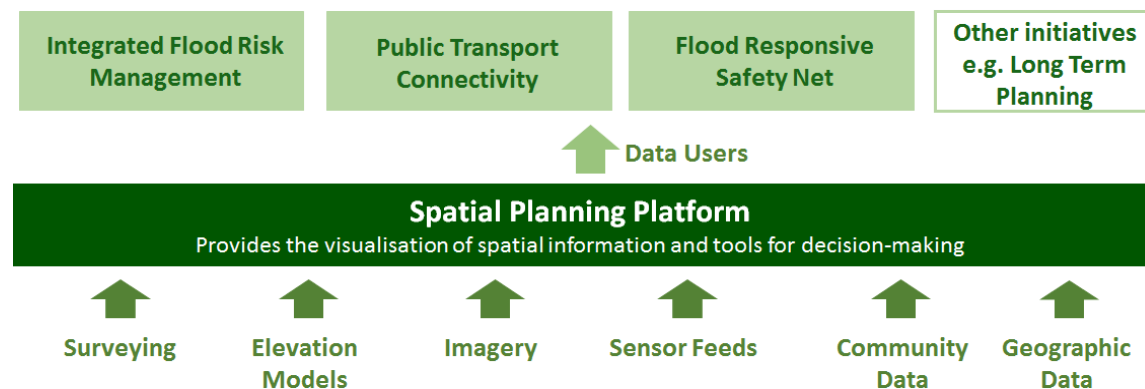 Integrated Flood Risk
Management
Public Transport
Connectivity
Flood Responsive
Safety Net
Other initiatives
e.g. Long Term
Planning
Data Users
Spatial Planning Platform
Provides the visualisation of spatial information and tools for decision-making
Surveying
Elevation
Models
Imagery
Sensor Feeds
Community
Data
Geographic
Data